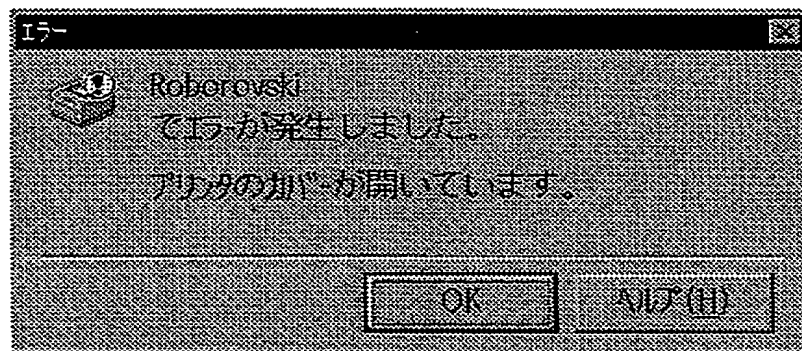 エラー
Roborovski
でエラーが発生しました。
プリンタのカバーが開いています。
OK
ヘルプ(H)